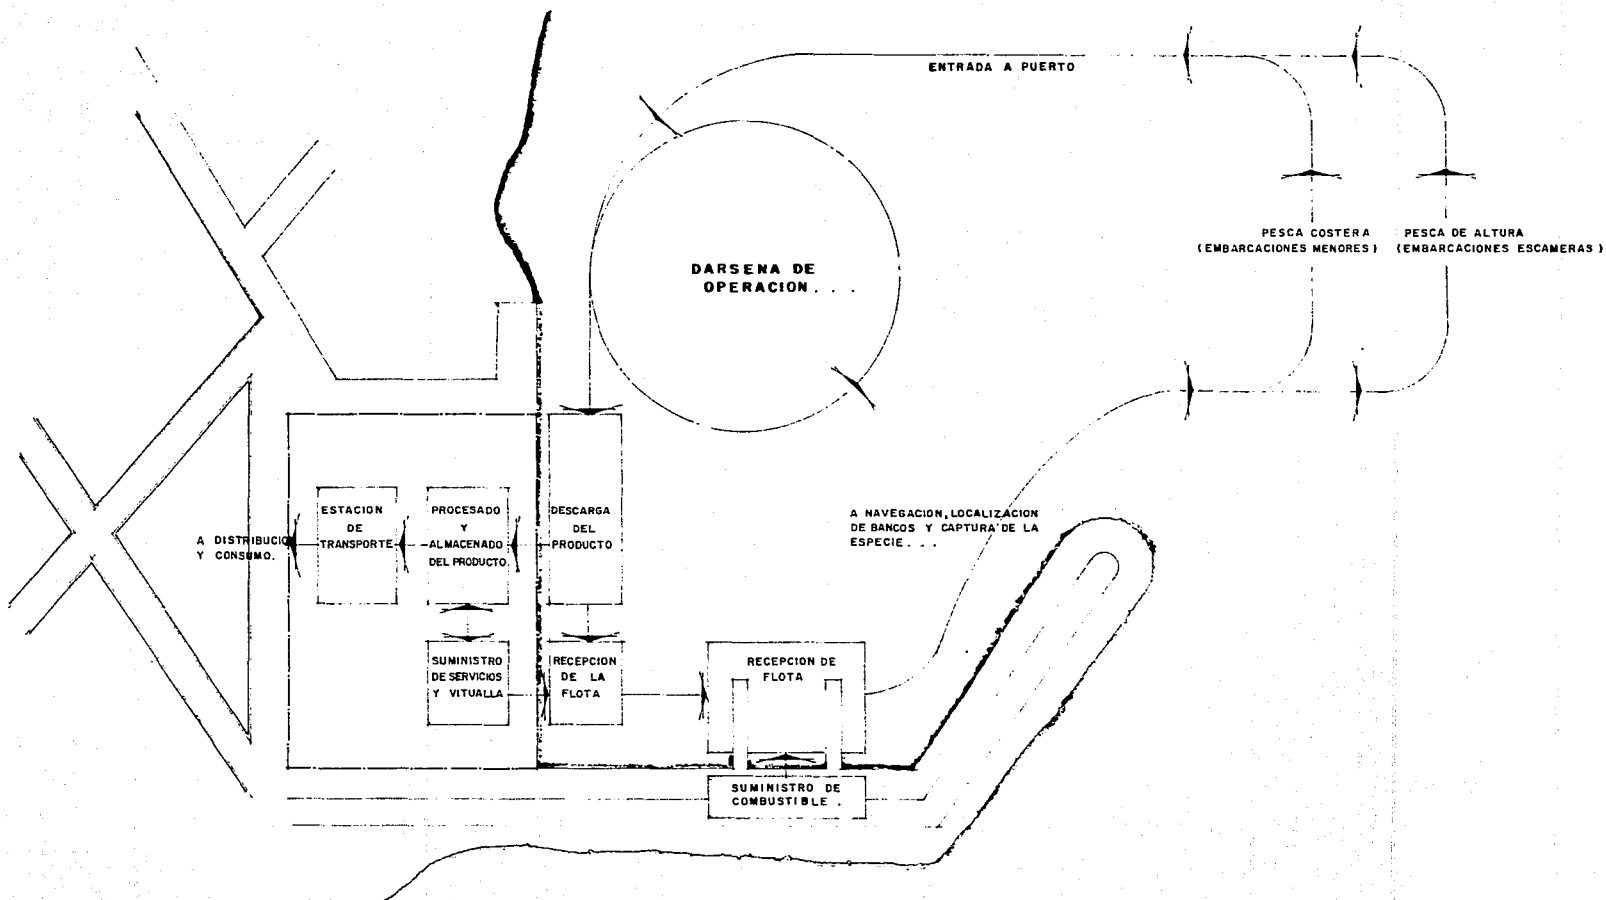 ENTRADA A PUERTO
PESCA COSTERA
(EMBARCACIONES MENORES)
PESCA DE ALTURA
(EMBARCACIONES ESCAMERAS)
DARSENA DE
OPERACION...
A NAVEGACION, LOCALIZACION
DE BANCOS Y CAPTURA DE LA
ESPECIE...
ESTACION
DE
TRANSPORTE
PROCESADO
Y
ALMACENADO
DEL PRODUCTO.
DESCARGA
DEL
PRODUCTO
A DISTRIBUCIO
Y CONSUMO.
SUMINISTRO
DE SERVICIOS
Y VITUALLA
RECEPCION
DE LA
FLOTA
RECEPCION DE
FLOTA
SUMINISTRO DE
COMBUSTIBLE.